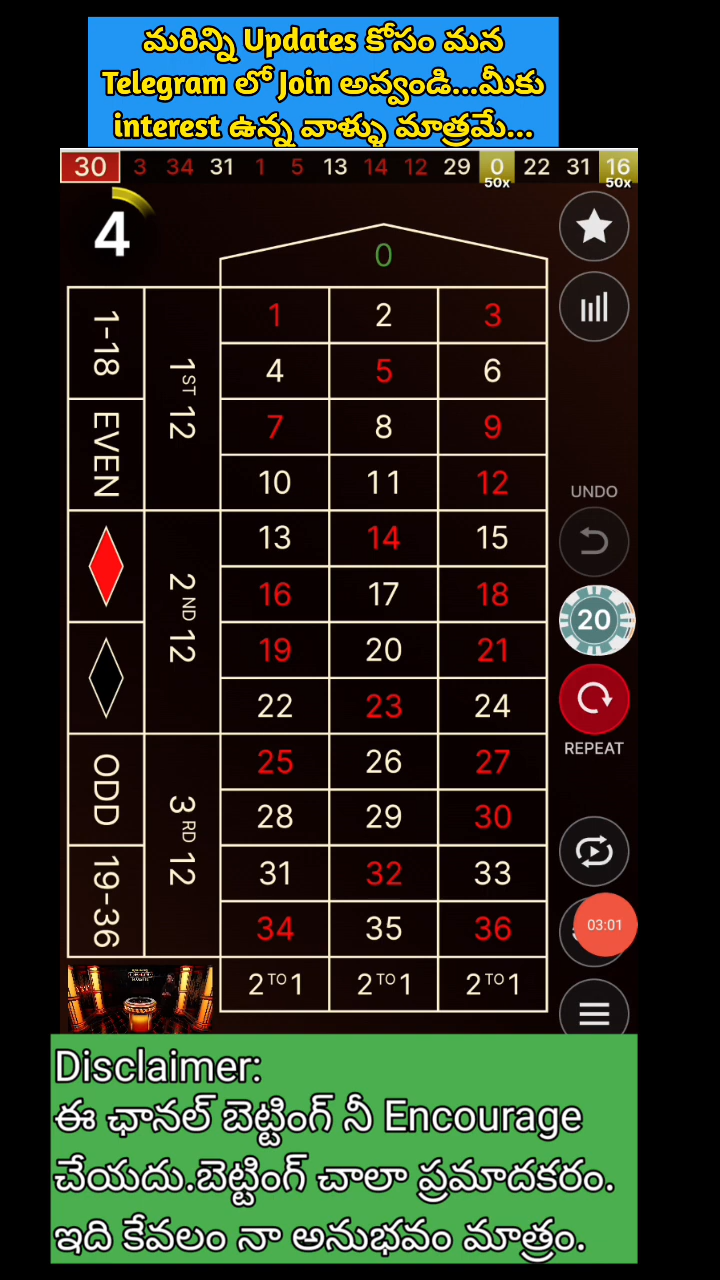 మరిన్ని Updates కోసం మన
Telegram లో Join అవ్వండి...మీకు
interest ఉన్న వాళ్ళు మాత్రమే...
30 3 34 31 1 5 13 14 12 29 0 22 31 16
50x 50x
4
0
1-18 1ST 12 1 2 3
4 5 6
EVEN 7 8 9
10 11 12
UNDO
2ND 12 13 14 15
16 17 18
20
19 20 21
22 23 24
REPEAT
ODD 3RD 12 25 26 27
28 29 30
19-36 31 32 33
34 35 36
03:01
2TO1 2TO1 2TO1
Disclaimer:
ఈ ఛానల్ బెట్టింగ్ నీ Encourage
చేయదు.బెట్టింగ్ చాలా ప్రమాదకరం.
ఇది కేవలం నా అనుభవం మాత్రం.